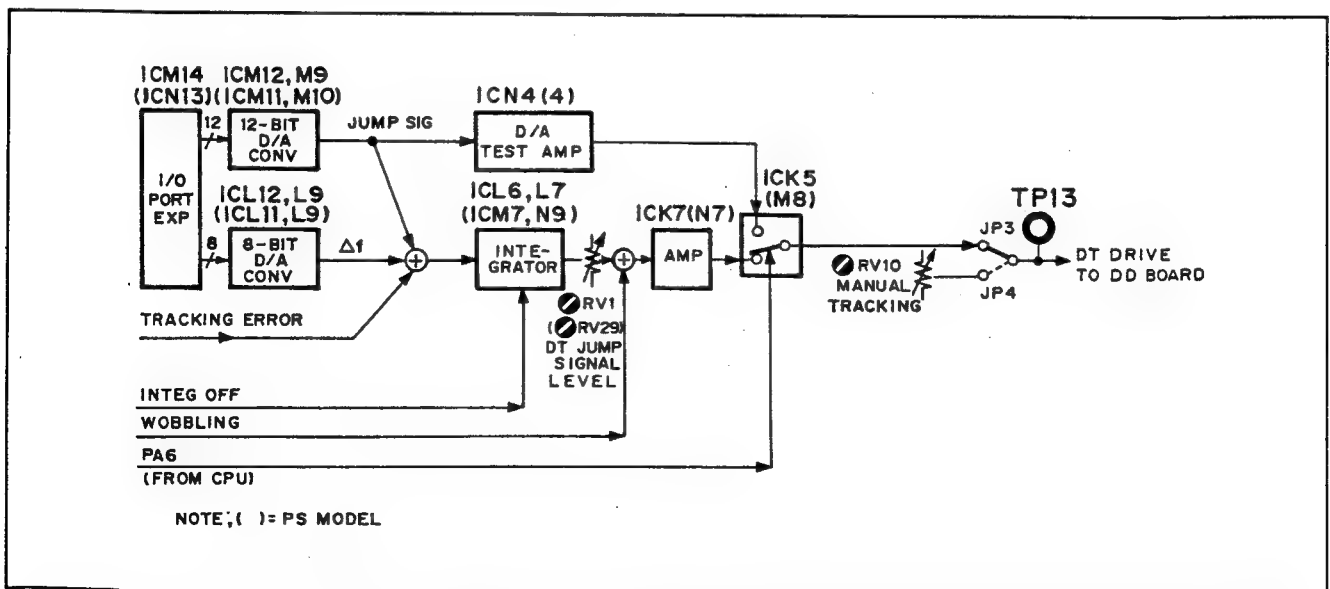 ICM14
(ICN13)
ICM12, M9
(ICM11, M10)
12
12-BIT
D/A
CONV
JUMP SIG
ICN4(4)
D/A
TEST AMP
I/O
PORT
EXP
ICL12, L9
(ICL11, L9)
8
8-BIT
D/A
CONV
Δf
ICL6, L7
(ICM7, N9)
INTE-
GRATOR
RV1
(RV29)
DT JUMP
SIGNAL
LEVEL
ICK7(N7)
AMP
ICK5
(M8)
TP13
JP3
RV10
MANUAL
TRACKING
JP4
DT DRIVE
TO DD BOARD
TRACKING ERROR
INTEG OFF
WOBBLING
PA6
(FROM CPU)
NOTE;( )= PS MODEL